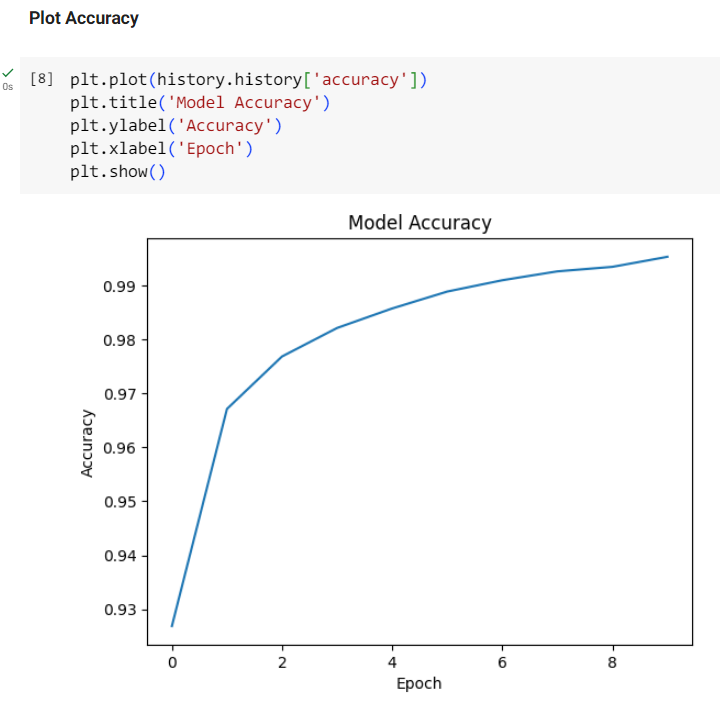 Plot Accuracy
0s
[8] plt.plot(history.history['accuracy'])
plt.title('Model Accuracy')
plt.ylabel('Accuracy')
plt.xlabel('Epoch')
plt.show()
Model Accuracy
0.99
0.98
0.97
0.96
0.95
0.94
0.93
Accuracy
0 2 4 6 8
Epoch